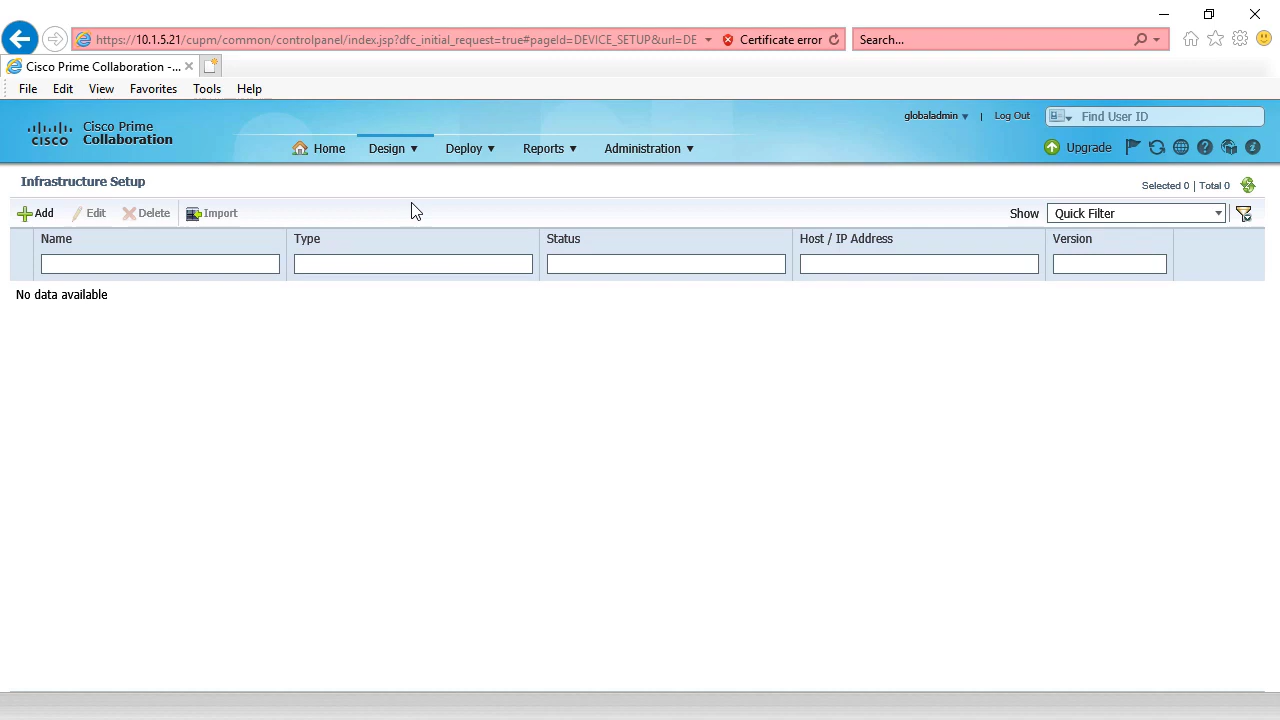 https://10.1.5.21/cupm/common/controlpanel/index.jsp?dfc_initial_request=true#pageId=DEVICE_SETUP&url=DE
Certificate error
Search...
Cisco Prime Collaboration -...
File Edit View Favorites Tools Help
globaladmin | Log Out
Find User ID
cisco
Cisco Prime
Collaboration
Home Design Deploy Reports Administration
Upgrade
Infrastructure Setup
Selected 0 | Total 0
Add Edit Delete Import
Show Quick Filter
Name Type Status Host / IP Address Version
No data available